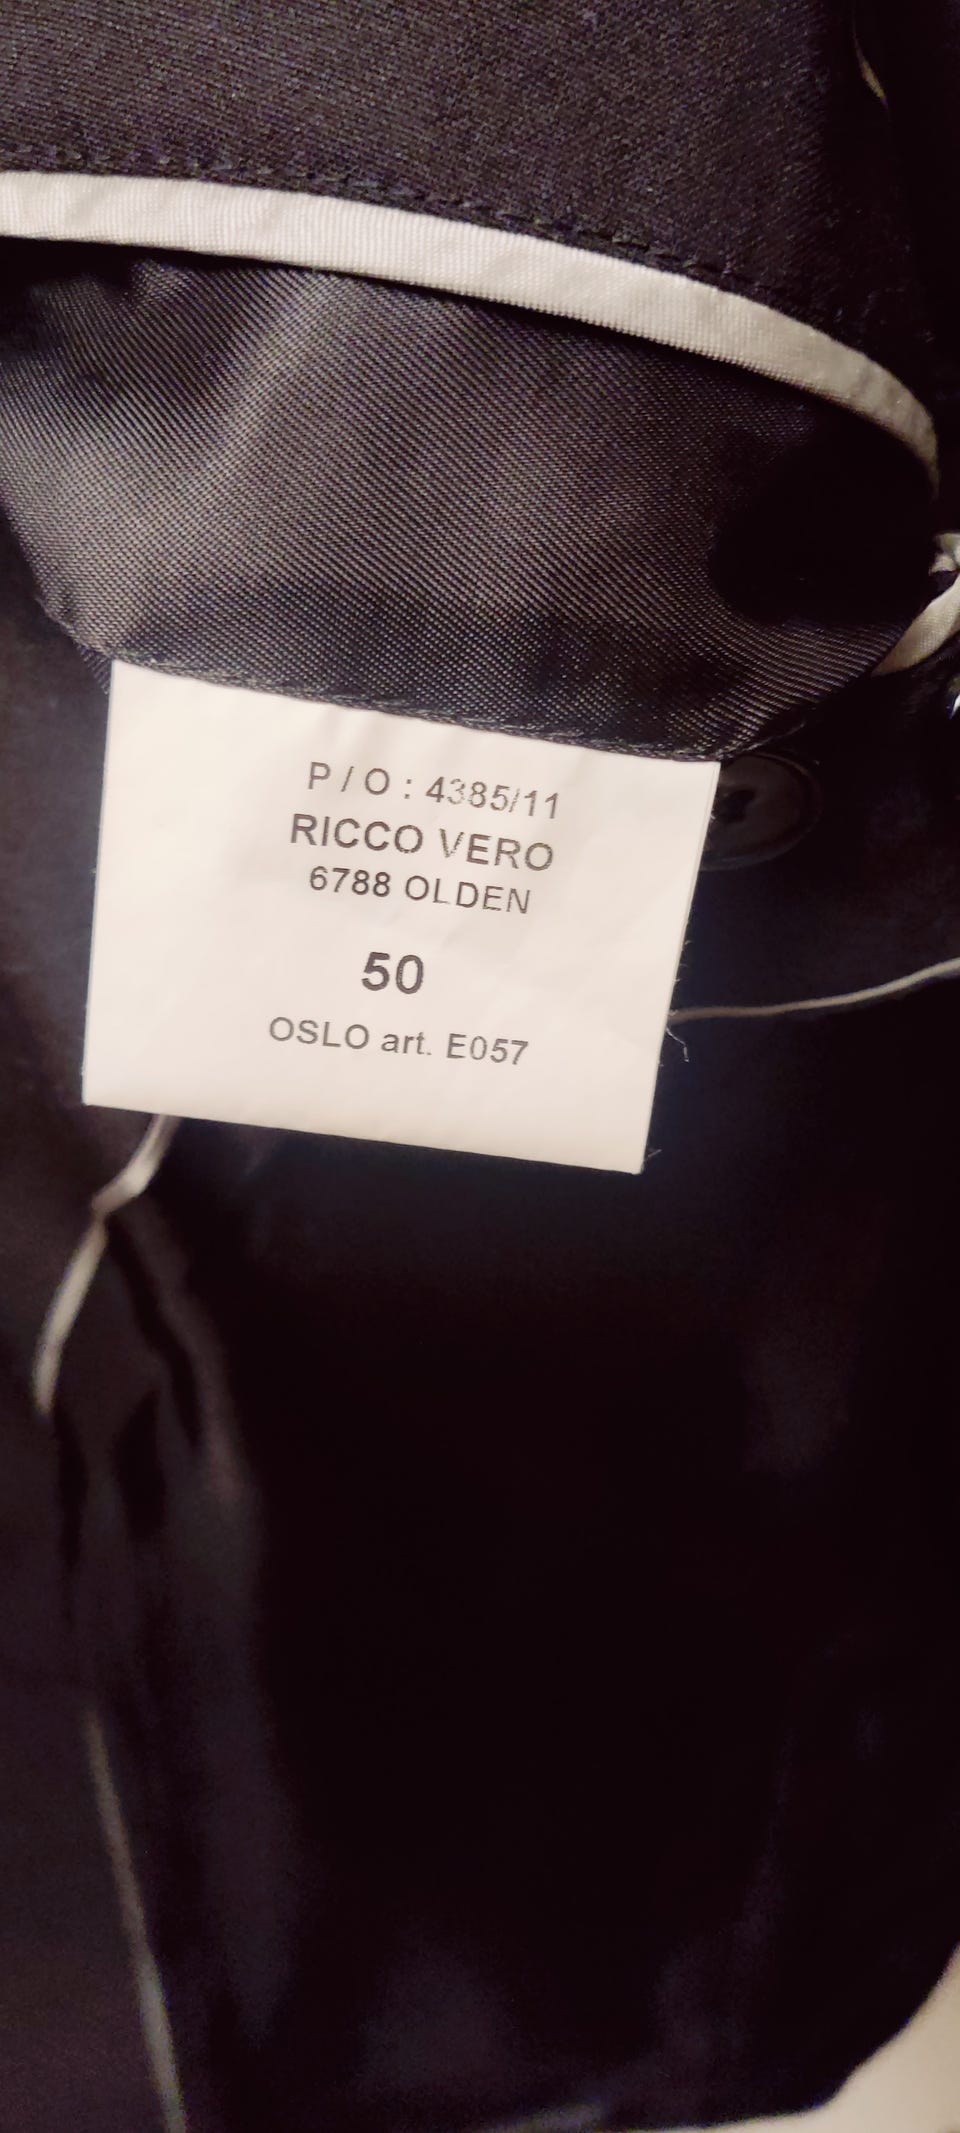 P / O : 4385/11
RICCO VERO
6788 OLDEN
50
OSLO art. E057